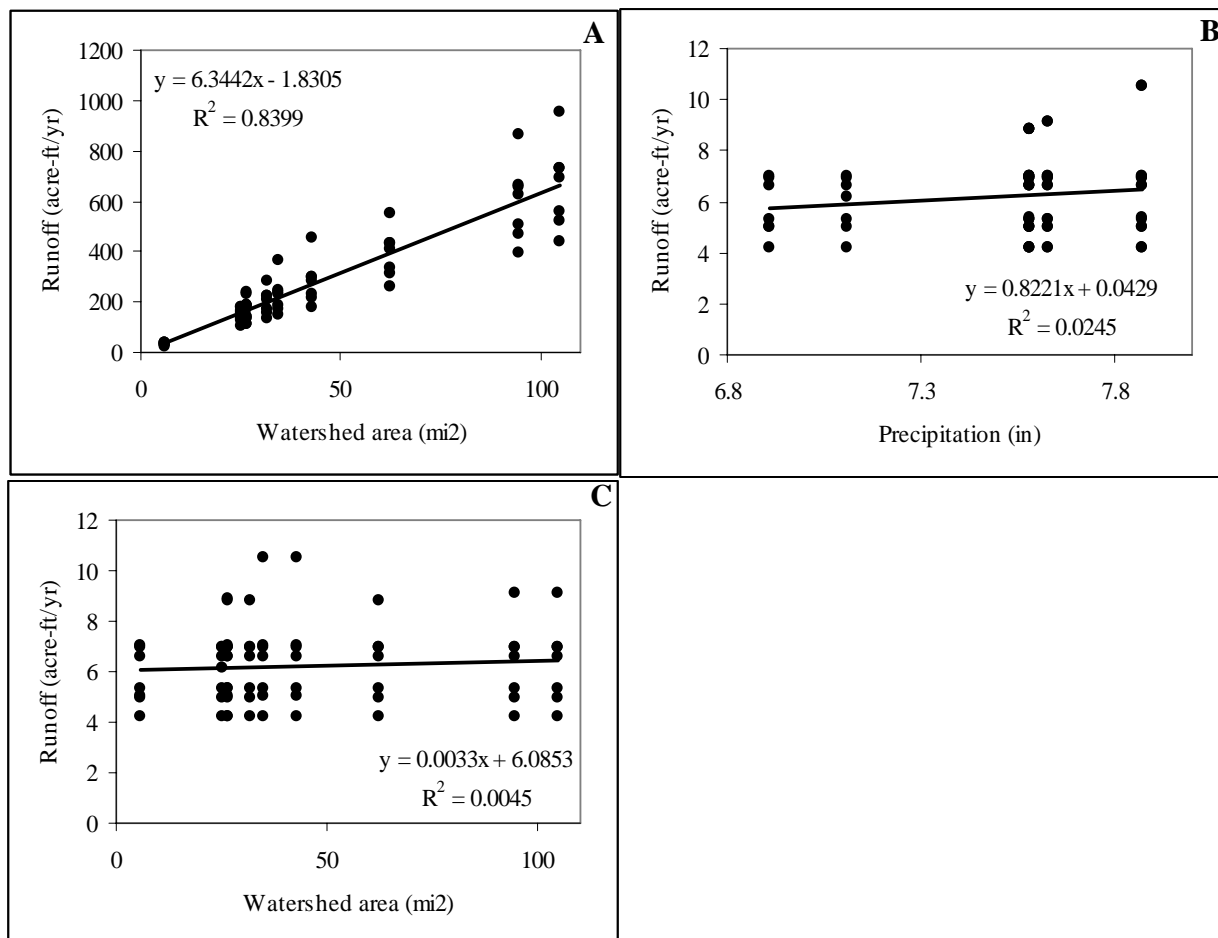 A
y = 6.3442x - 1.8305
R² = 0.8399
1200
1000
800
600
400
200
0
Runoff (acre-ft/yr)
0 50 100
Watershed area (mi2)
B
12
10
8
6
4
2
0
Runoff (acre-ft/yr)
y = 0.8221x + 0.0429
R² = 0.0245
6.8 7.3 7.8
Precipitation (in)
C
12
10
8
6
4
2
0
Runoff (acre-ft/yr)
y = 0.0033x + 6.0853
R² = 0.0045
0 50 100
Watershed area (mi2)